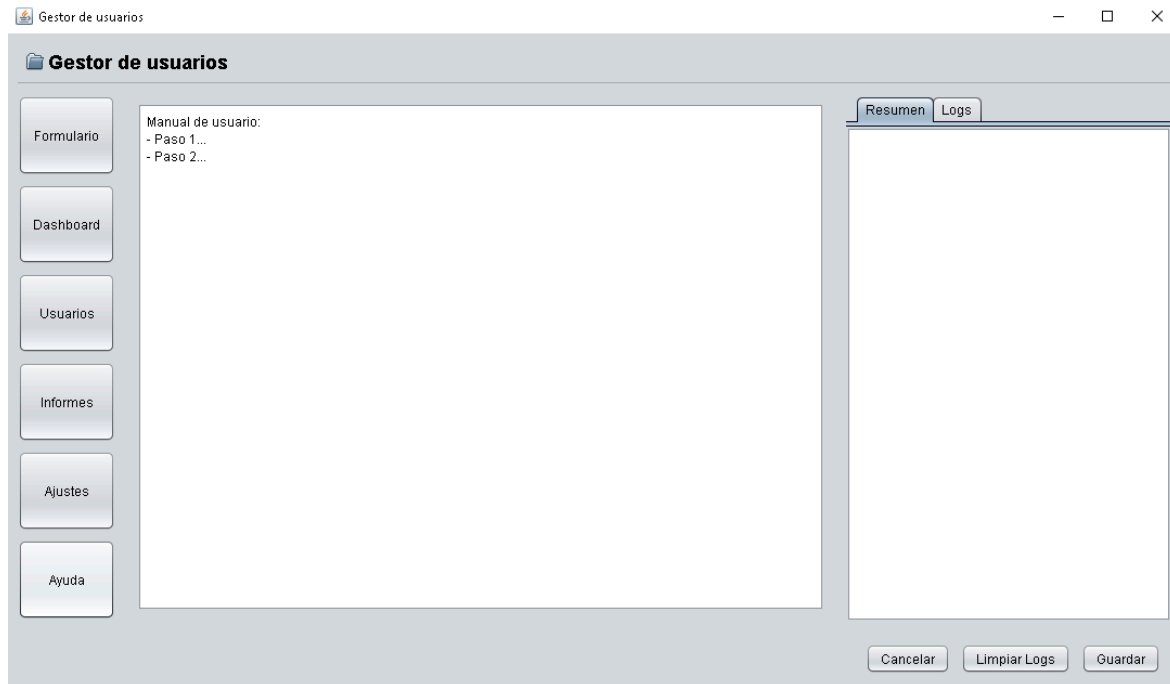 Gestor de usuarios
Gestor de usuarios
Formulario
Dashboard
Usuarios
Informes
Ajustes
Ayuda
Manual de usuario:
- Paso 1...
- Paso 2...
Resumen Logs
Cancelar Limpiar Logs Guardar